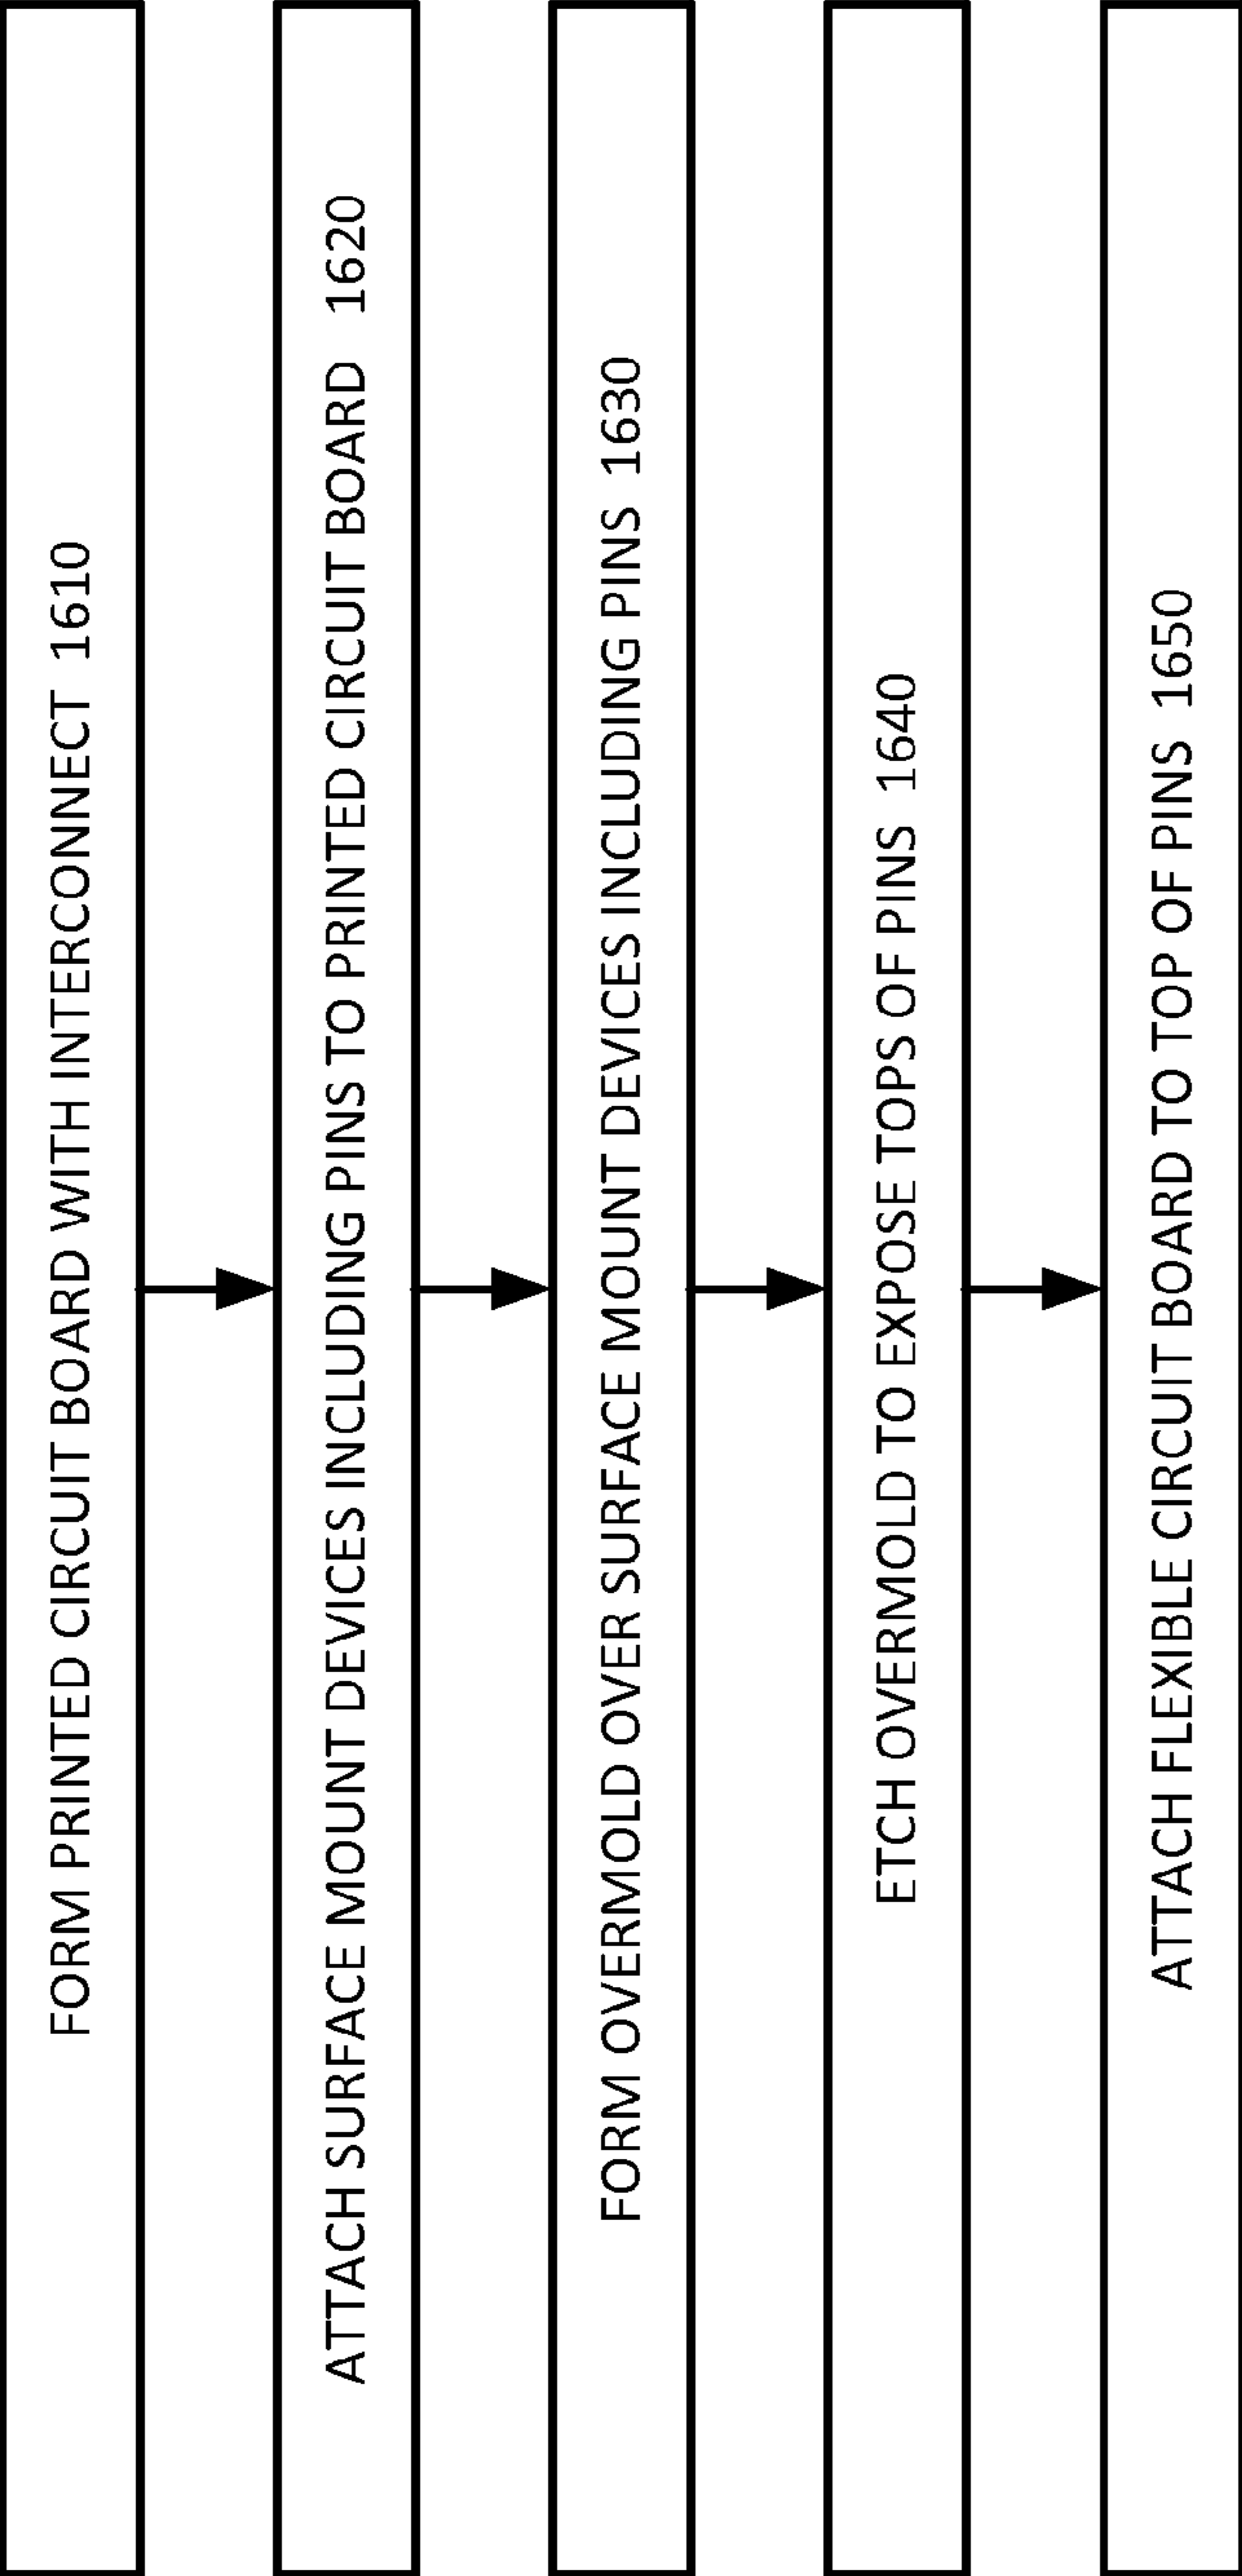 FORM PRINTED CIRCUIT BOARD WITH INTERCONNECT 1610
ATTACH SURFACE MOUNT DEVICES INCLUDING PINS TO PRINTED CIRCUIT BOARD 1620
FORM OVERMOLD OVER SURFACE MOUNT DEVICES INCLUDING PINS 1630
ETCH OVERMOLD TO EXPOSE TOPS OF PINS 1640
ATTACH FLEXIBLE CIRCUIT BOARD TO TOP OF PINS 1650